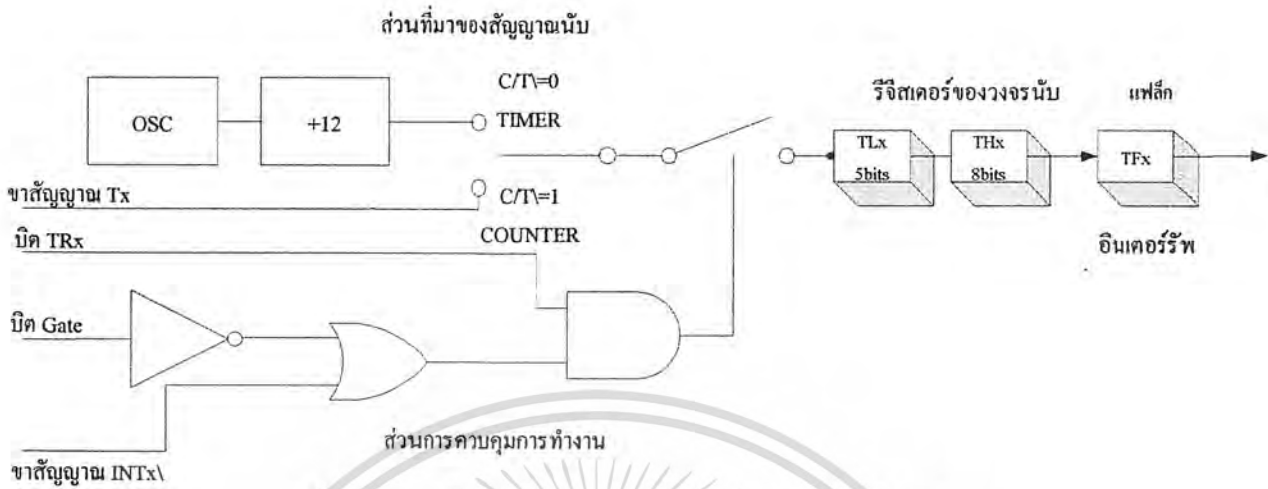 ส่วนที่มาของสัญญาณนับ
C/T\=0
OSC
+12
TIMER
รีจีสเตอร์ของวงจรนับ
แฟล็ก
TLx
5bits
THx
8bits
TFx
ขาสัญญาณ Tx
C/T\=1
บิต TRx
COUNTER
อินเตอร์รัพ
บิต Gate
ส่วนการควบคุมการทำงาน
ขาสัญญาณ INTx\